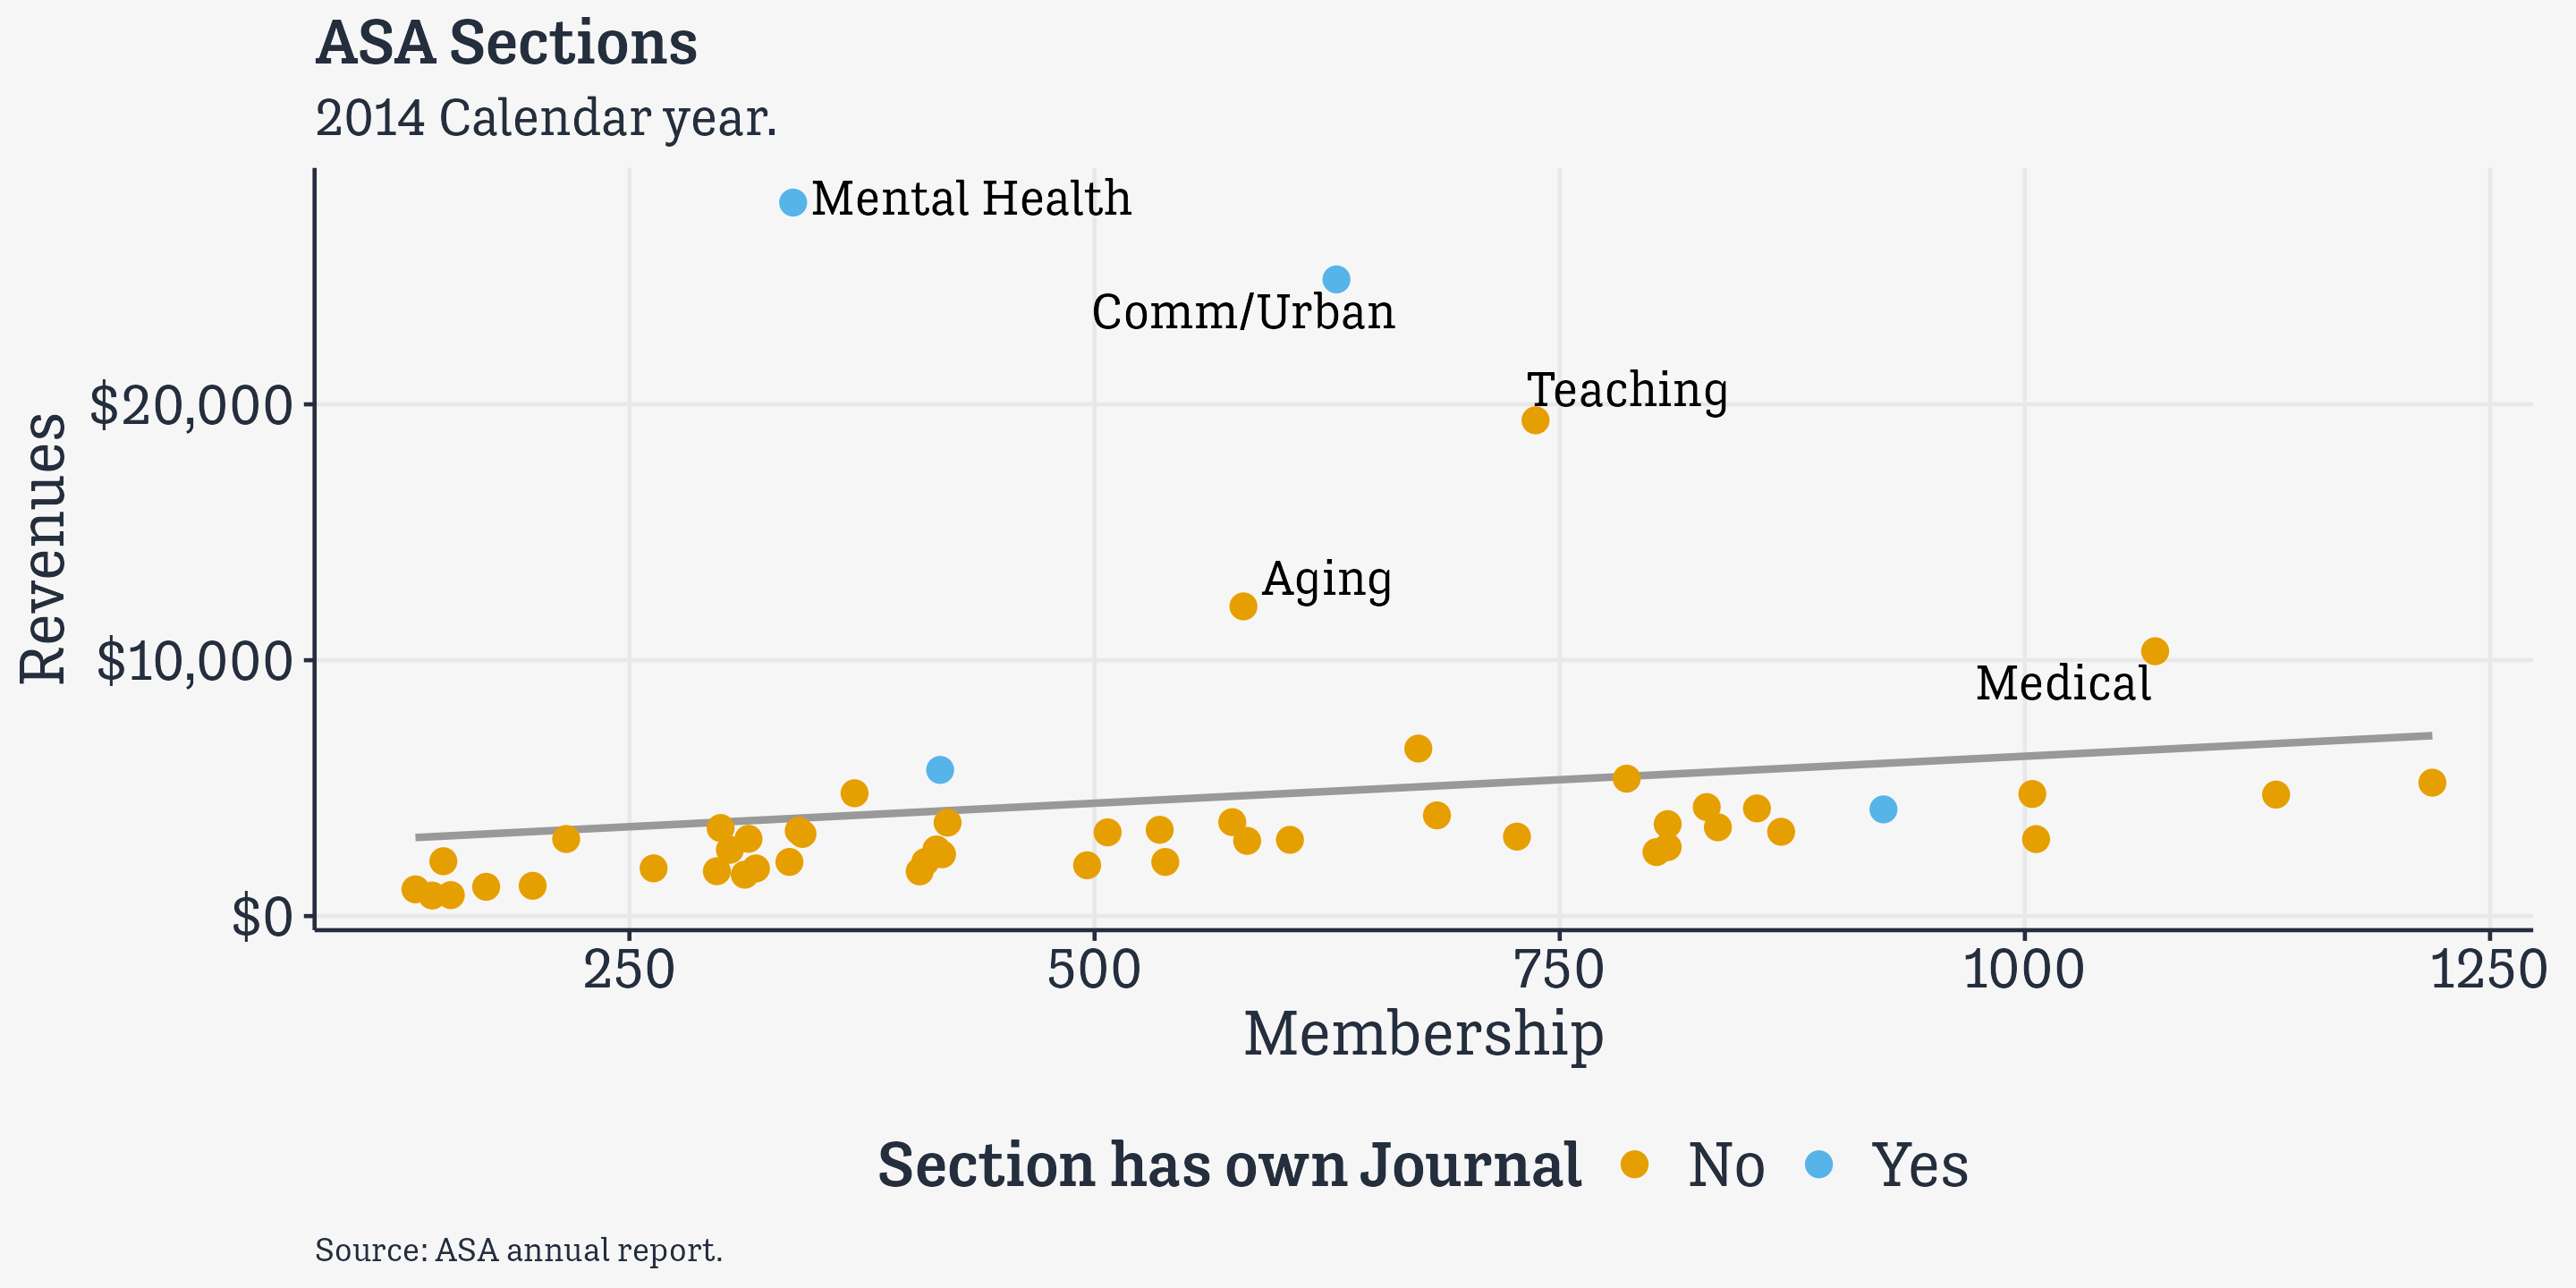 ASA Sections
2014 Calendar year.
Mental Health
Comm/Urban
Teaching
Aging
Medical
Revenues
$20,000
$10,000
$0
250 500 750 1000 1250
Membership
Section has own Journal No Yes
Source: ASA annual report.